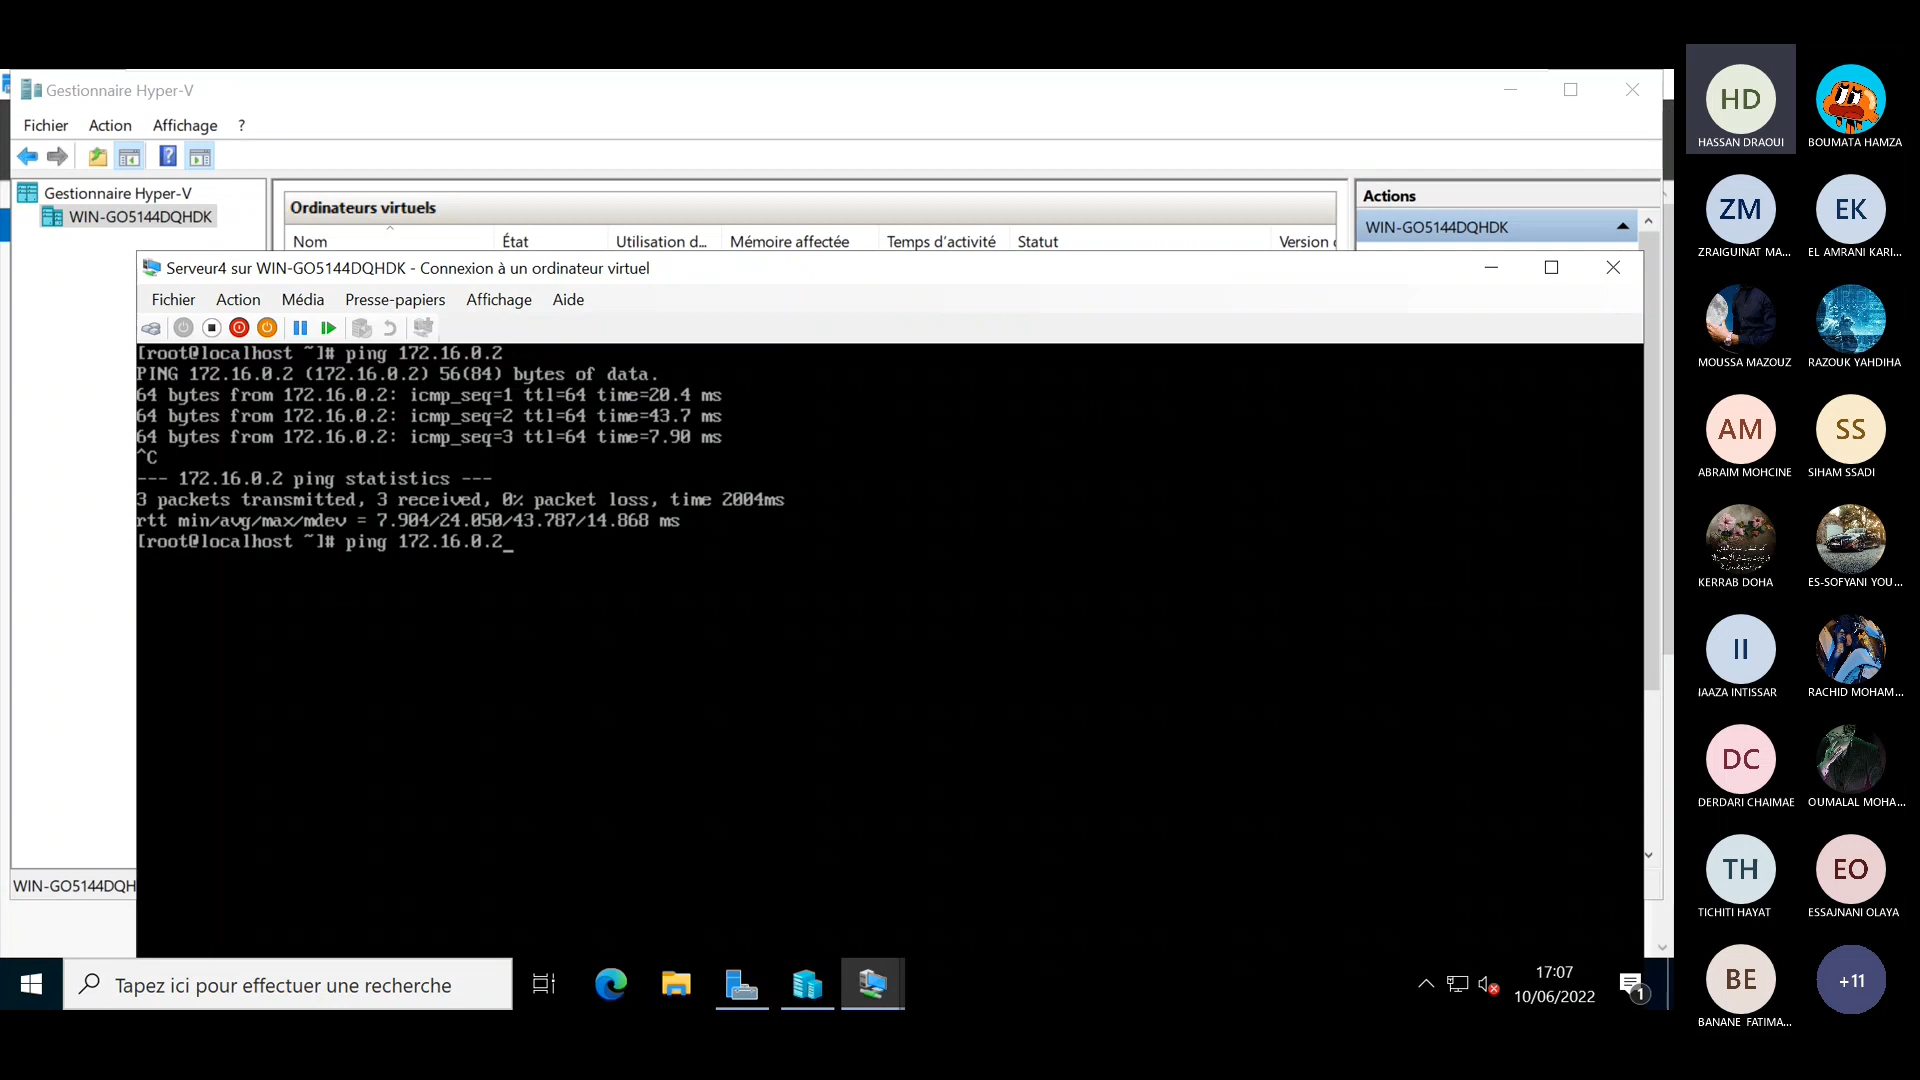 Gestionnaire Hyper-V
Fichier Action Affichage ?
Gestionnaire Hyper-V
WIN-GO5144DQHDK
Ordinateurs virtuels
Nom État Utilisation d... Mémoire affectée Temps d'activité Statut Version
Actions
WIN-GO5144DQHDK
Serveur4 sur WIN-GO5144DQHDK - Connexion à un ordinateur virtuel
Fichier Action Média Presse-papiers Affichage Aide
[root@localhost ~]# ping 172.16.0.2
PING 172.16.0.2 (172.16.0.2) 56(84) bytes of data.
64 bytes from 172.16.0.2: icmp_seq=1 ttl=64 time=20.4 ms
64 bytes from 172.16.0.2: icmp_seq=2 ttl=64 time=43.7 ms
64 bytes from 172.16.0.2: icmp_seq=3 ttl=64 time=7.90 ms
^C
--- 172.16.0.2 ping statistics ---
3 packets transmitted, 3 received, 0% packet loss, time 2004ms
rtt min/avg/max/mdev = 7.904/24.050/43.787/14.868 ms
[root@localhost ~]# ping 172.16.0.2_
WIN-GO5144DQH
Tapez ici pour effectuer une recherche
17:07
10/06/2022
1
HD
HASSAN DRAOUI
BOUMATA HAMZA
ZM
ZRAIGUINAT MA...
EK
EL AMRANI KARI...
MOUSSA MAZOUZ
RAZOUK YAHDIHA
AM
ABRAIM MOHCINE
SS
SIHAM SSADI
KERRAB DOHA
ES-SOFYANI YOU...
II
IAAZA INTISSAR
RACHID MOHAM...
DC
DERDARI CHAIMAE
OUMALAL MOHA...
TH
TICHITI HAYAT
EO
ESSAJNANI OLAYA
BE
BANANE FATIMA...
+11